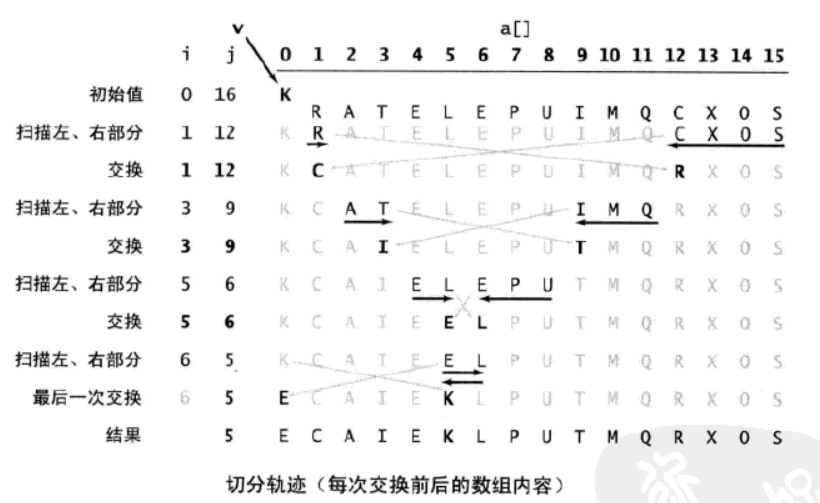 v a[]
i j 0 1 2 3 4 5 6 7 8 9 10 11 12 13 14 15
初始值 0 16 K
R A T E L E P U I M Q C X O S
扫描左、右部分 1 12 K R A T E L E P U I M Q C X O S
交换 1 12 K C A T E L E P U I M Q R X O S
扫描左、右部分 3 9 K C A T E L E P U I M Q R X O S
交换 3 9 K C A I E L E P U T M Q R X O S
扫描左、右部分 5 6 K C A I E L E P U T M Q R X O S
交换 5 6 K C A I E E L P U T M Q R X O S
扫描左、右部分 6 5 K C A I E E L P U T M Q R X O S
最后一次交换 6 5 E C A I E K L P U T M Q R X O S
结果 5 E C A I E K L P U T M Q R X O S
切分轨迹（每次交换前后的数组内容）